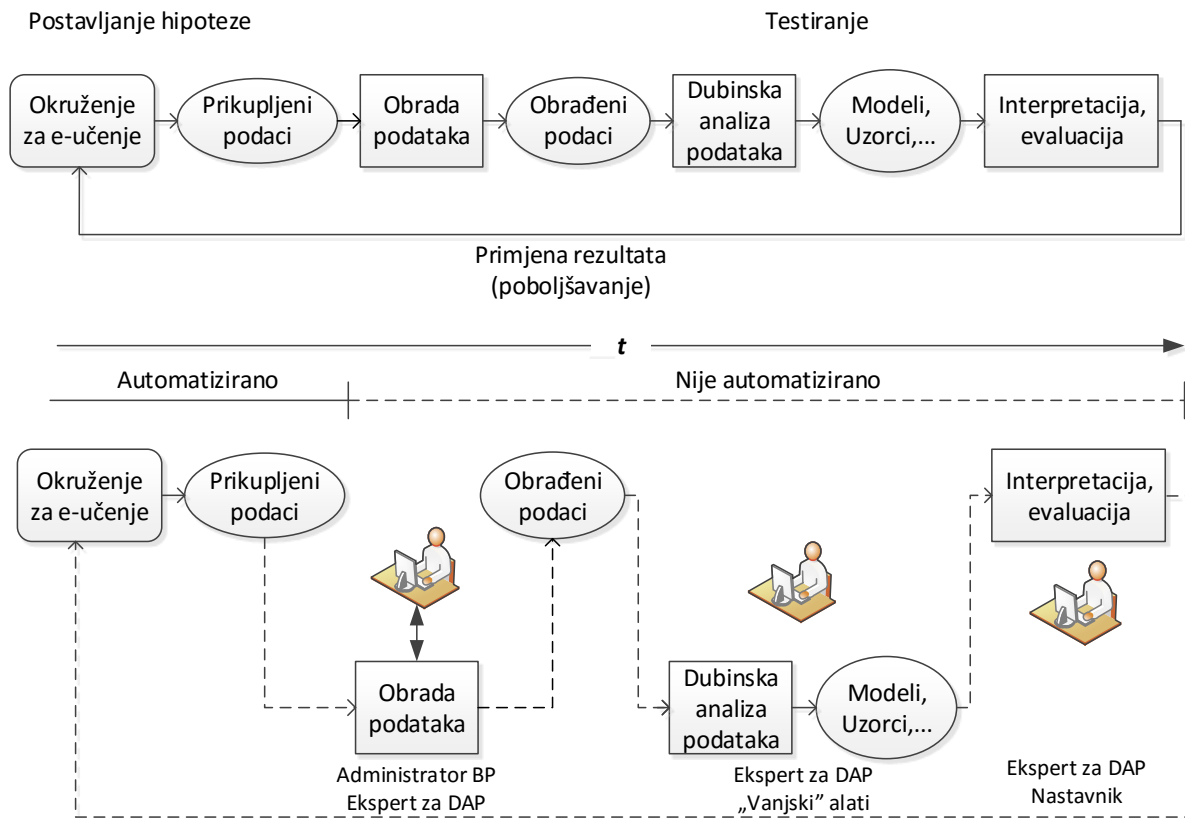 Postavljanje hipoteze
Testiranje
Okruženje
za e-učenje
Prikupljeni
podaci
Obrada
podataka
Obrađeni
podaci
Dubinska
analiza
podataka
Modeli,
Uzorci,...
Interpretacija,
evaluacija
Primjena rezultata
(poboljšavanje)
t
Automatizirano
Nije automatizirano
Okruženje
za e-učenje
Prikupljeni
podaci
Obrađeni
podaci
Interpretacija,
evaluacija
Obrada
podataka
Dubinska
analiza
podataka
Modeli,
Uzorci,...
Administrator BP
Ekspert za DAP
Ekspert za DAP
„Vanjski” alati
Ekspert za DAP
Nastavnik